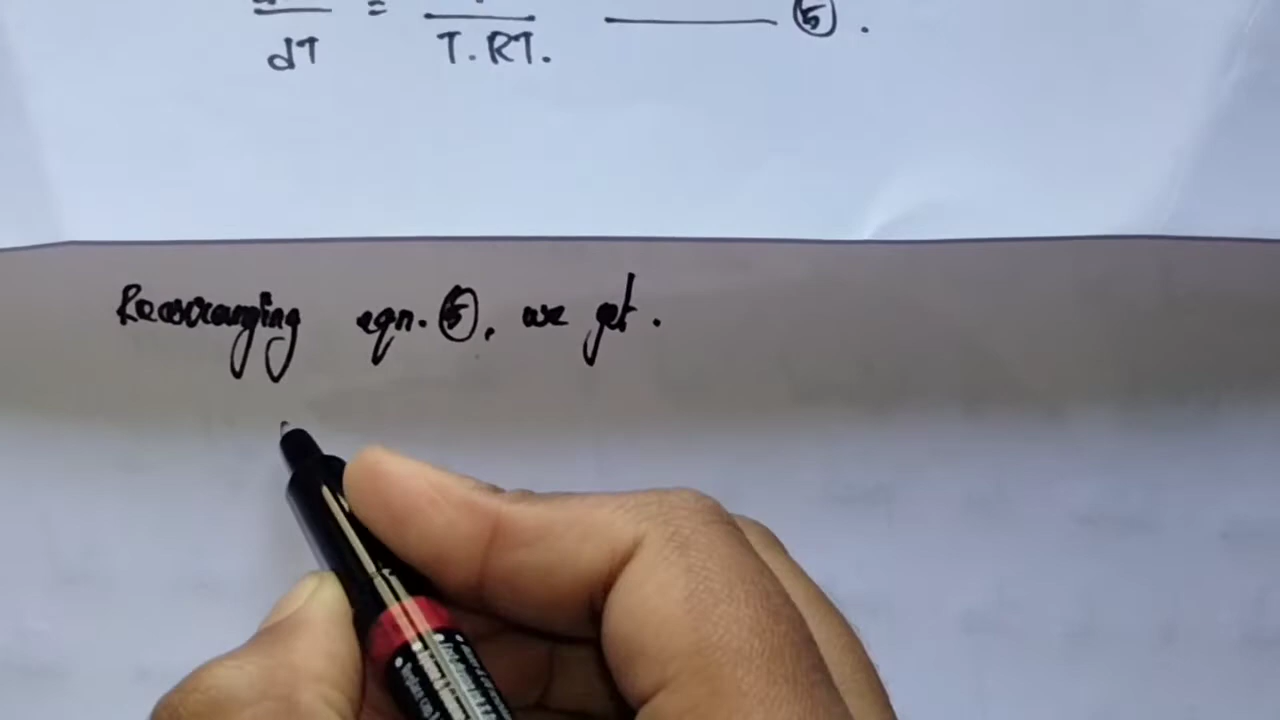 =
dT T.RT. ⑤ .
Rearranging eqn. ⑤, we get.